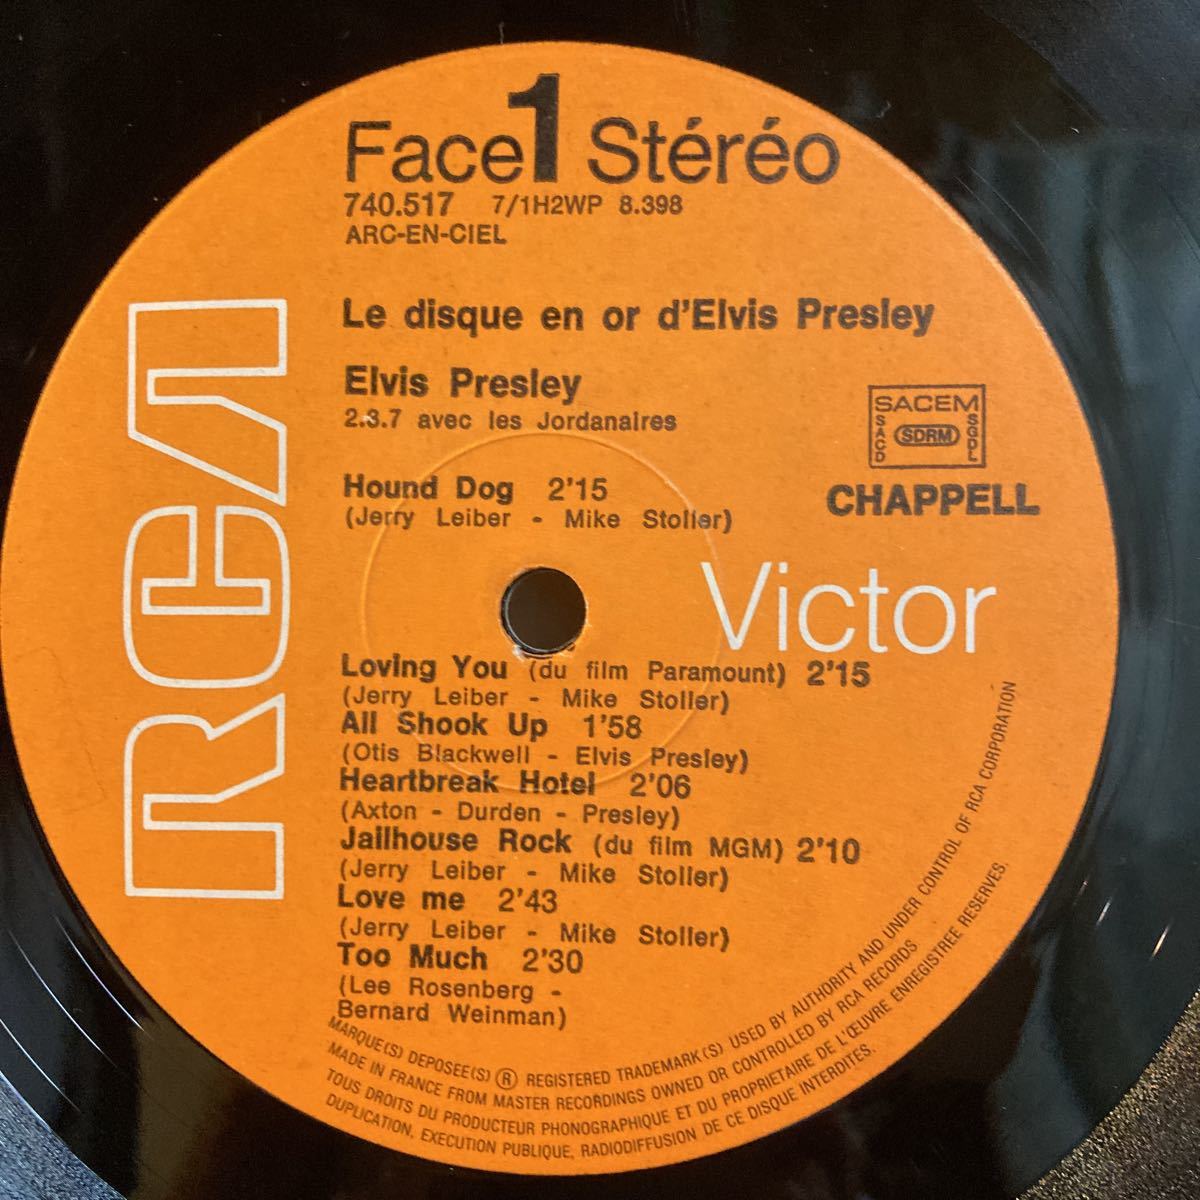 Face 1 Stéréo
740.517 7/1H2WP 8.398
ARC-EN-CIEL
Le disque en or d'Elvis Presley
Elvis Presley
2.3.7 avec les Jordanaires
SACEM
SACD
SDRM
SGDL
CHAPPELL
Hound Dog 2'15
(Jerry Leiber - Mike Stoller)
RCA
Victor
Loving You (du film Paramount) 2'15
(Jerry Leiber - Mike Stoller)
All Shook Up 1'58
(Otis Blackwell - Elvis Presley)
Heartbreak Hotel 2'06
(Axton - Durden - Presley)
Jailhouse Rock (du film MGM) 2'10
(Jerry Leiber - Mike Stoller)
Love me 2'43
(Jerry Leiber - Mike Stoller)
Too Much 2'30
(Lee Rosenberg -
Bernard Weinman)
MARQUE(S) DEPOSEE(S) ® REGISTERED TRADEMARK(S) USED BY AUTHORITY AND UNDER CONTROL OF RCA CORPORATION
MADE IN FRANCE FROM MASTER RECORDINGS OWNED OR CONTROLLED BY RCA RECORDS
TOUS DROITS DU PRODUCTEUR PHONOGRAPHIQUE ET DU PROPRIETAIRE DE L'ŒUVRE ENREGISTREE RESERVES.
DUPLICATION, EXECUTION PUBLIQUE, RADIODIFFUSION DE CE DISQUE INTERDITES.